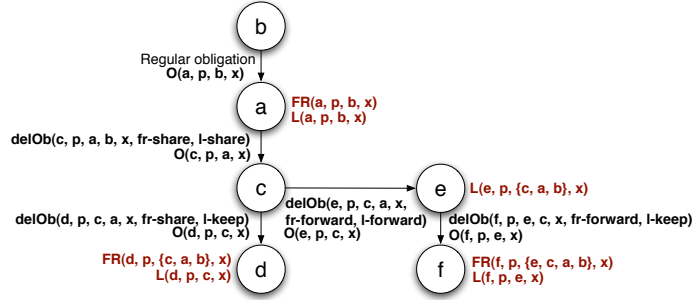 b
Regular obligation
O(a, p, b, x)
a
FR(a, p, b, x)
L(a, p, b, x)
delOb(c, p, a, b, x, fr-share, l-share)
O(c, p, a, x)
c
delOb(e, p, c, a, x,
fr-forward, l-forward)
O(e, p, c, x)
e
L(e, p, {c, a, b}, x)
delOb(d, p, c, a, x, fr-share, l-keep)
O(d, p, c, x)
delOb(f, p, e, c, x, fr-forward, l-keep)
O(f, p, e, x)
FR(d, p, {c, a, b}, x)
L(d, p, c, x)
d
f
FR(f, p, {e, c, a, b}, x)
L(f, p, e, x)